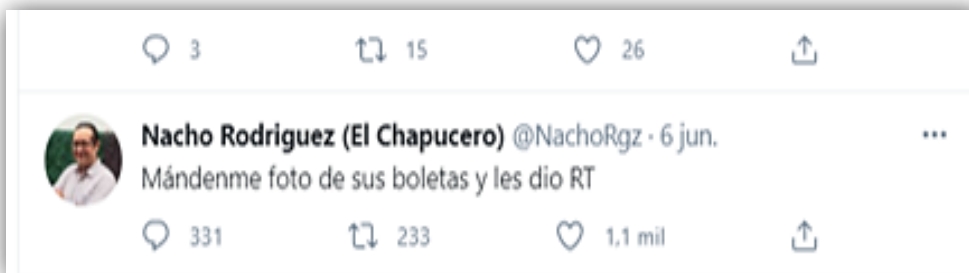 3 15 26
Nacho Rodriguez (El Chapucero) @NachoRgz · 6 jun.
Mándenme foto de sus boletas y les dio RT
331 233 1,1 mil